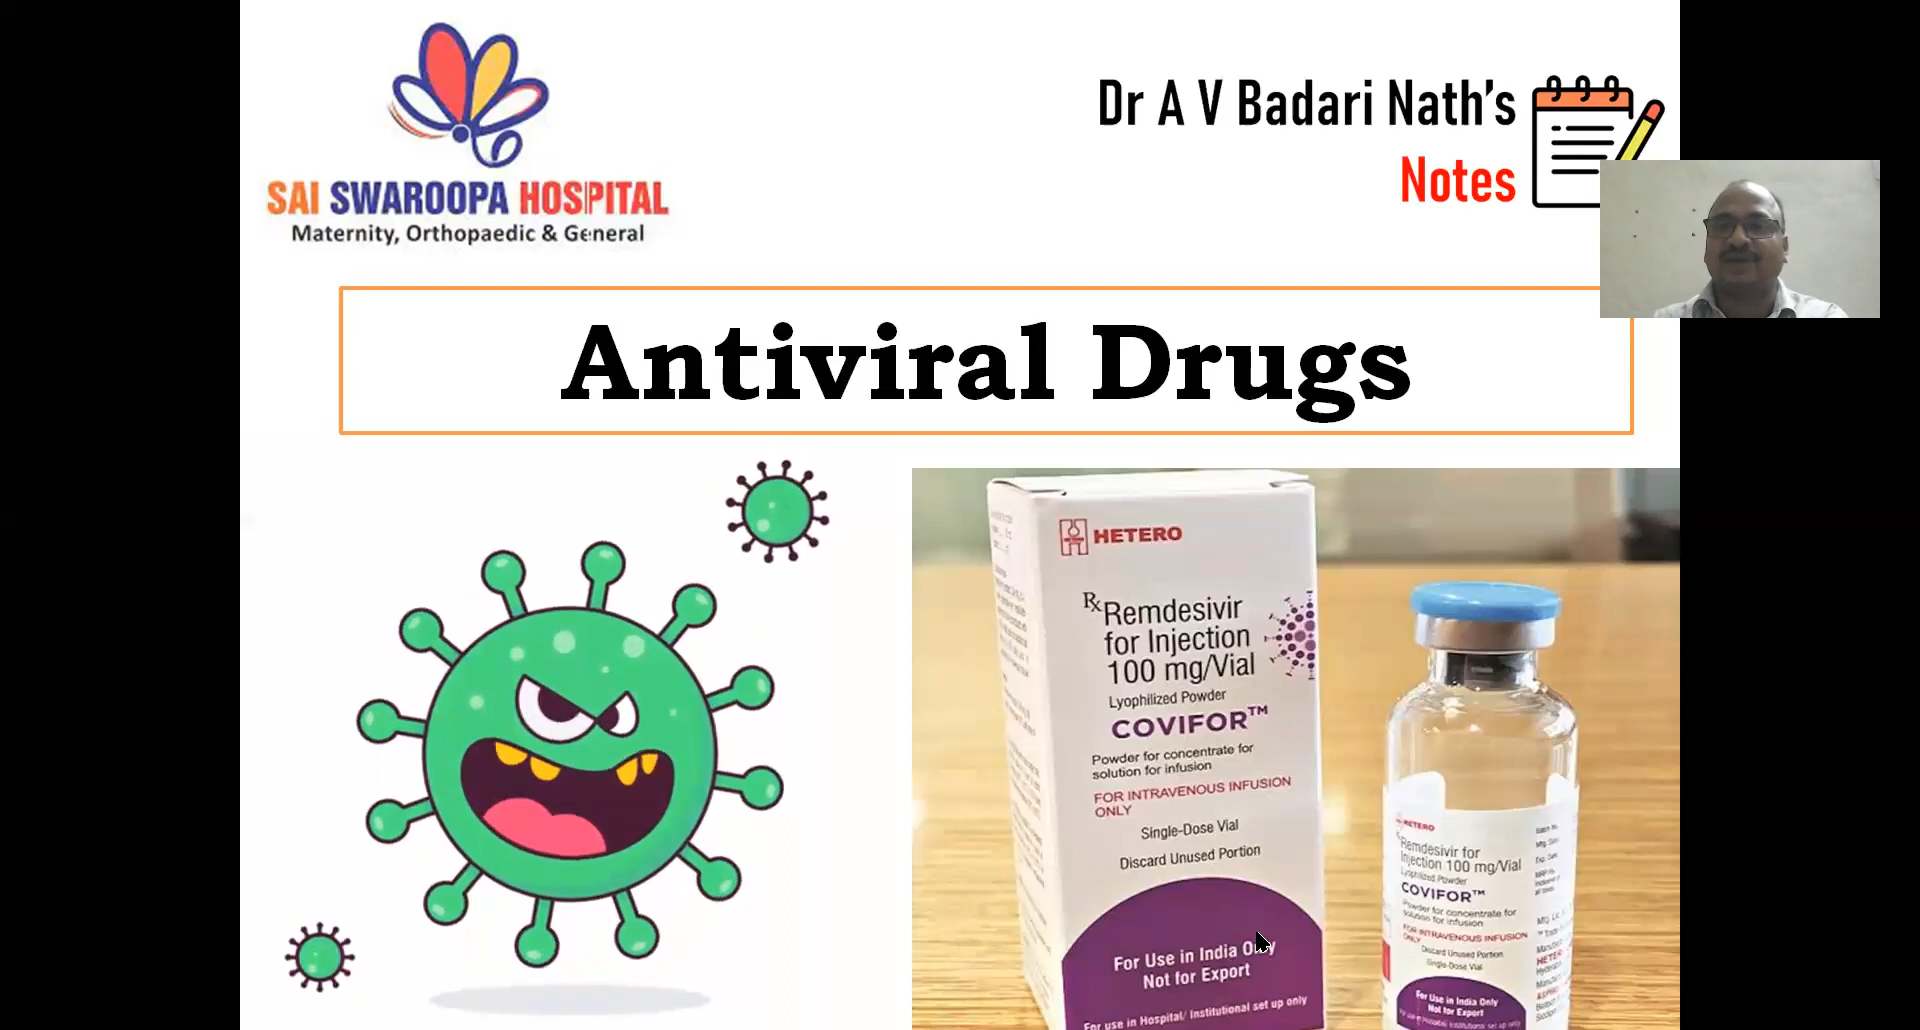 SAI SWAROOPA HOSPITAL
Maternity, Orthopaedic & General
Dr A V Badari Nath's
Notes
Antiviral Drugs
HETERO
Rx Remdesivir
for Injection
100 mg/Vial
Lyophilized Powder
COVIFOR™
Powder for concentrate for
solution for infusion
FOR INTRAVENOUS INFUSION
ONLY
Single-Dose Vial
Discard Unused Portion
For Use in India Only
Not for Export
For use in Hospital/ Institutional set up only
HETERO
Remdesivir for
Injection 100 mg/Vial
Lyophilized Powder
COVIFOR™
Powder for concentrate for
solution for infusion
FOR INTRAVENOUS INFUSION
ONLY
Discard Unused Portion
Single-Dose Vial
For Use in India Only
Not for Export